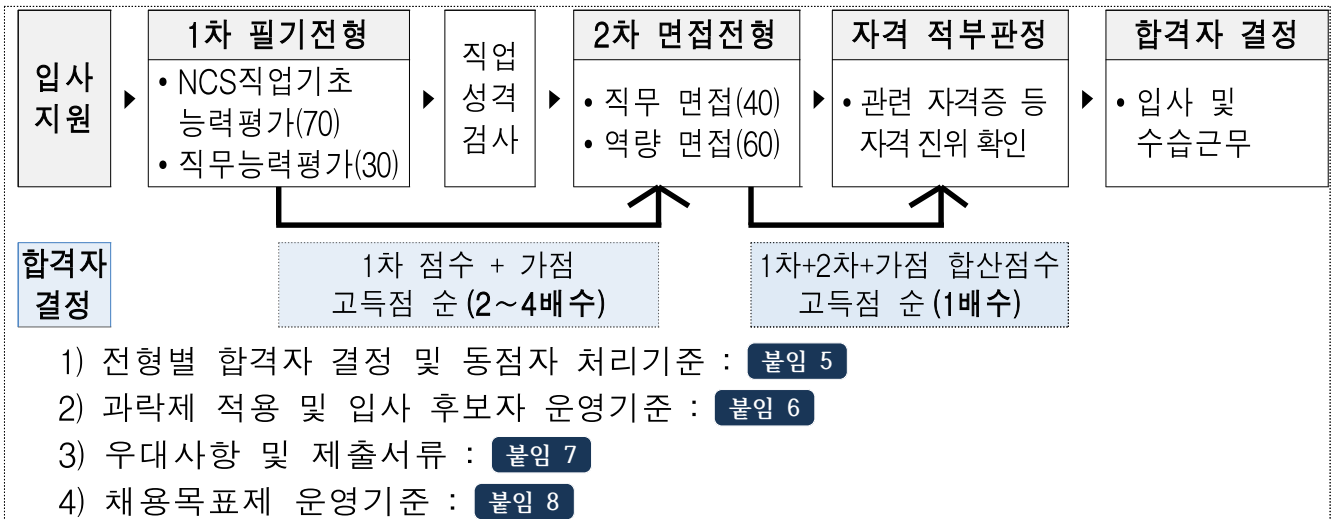 입사
지원
1차 필기전형
• NCS직업기초
능력평가(70)
• 직무능력평가(30)
직업
성격
검사
2차 면접전형
• 직무 면접(40)
• 역량 면접(60)
자격 적부판정
• 관련 자격증 등
자격 진위 확인
합격자 결정
• 입사 및
수습근무
합격자
결정
1차 점수 + 가점
고득점 순 (2~4배수)
1차+2차+가점 합산점수
고득점 순 (1배수)
1) 전형별 합격자 결정 및 동점자 처리기준 : 붙임 5
2) 과락제 적용 및 입사 후보자 운영기준 : 붙임 6
3) 우대사항 및 제출서류 : 붙임 7
4) 채용목표제 운영기준 : 붙임 8